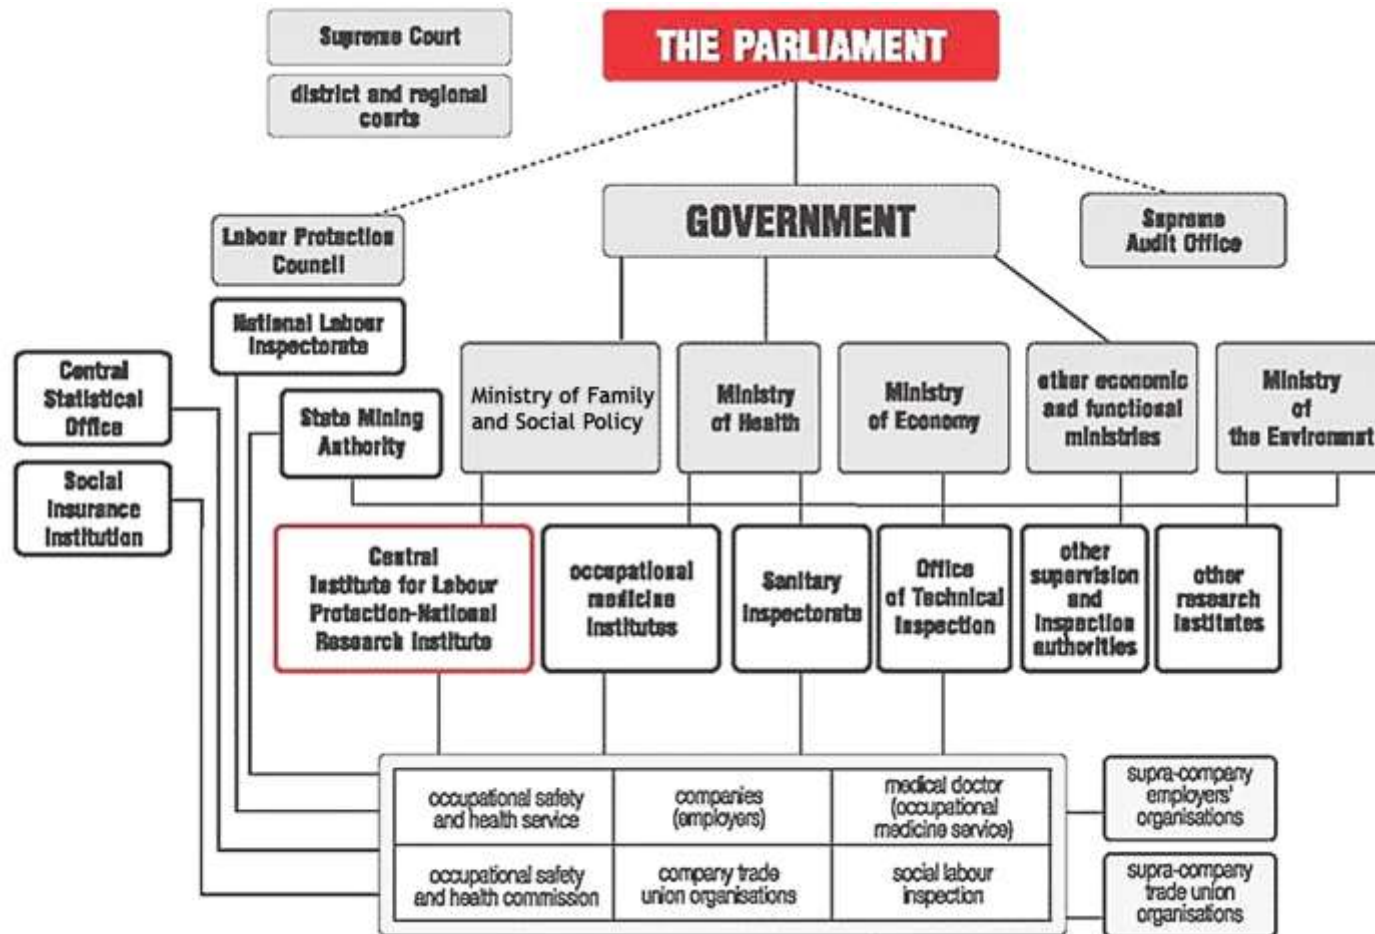 Supreme Court
THE PARLIAMENT
district and regional
courts
Labour Protection
Council
GOVERNMENT
Supreme
Audit Office
National Labour
Inspectorate
Central
Statistical
Office
State Mining
Authority
Ministry of Family
and Social Policy
Ministry
of Health
Ministry
of Economy
other economic
and functional
ministries
Ministry
of
the Environmet
Social
Insurance
Institution
Central
Institute for Labour
Protection-National
Research Institute
occupational
medicine
institutes
Sanitary
Inspectorate
Office
of Technical
Inspection
other
supervision
and
inspection
authorities
other
research
institutes
occupational safety
and health service
companies
(employers)
medical doctor
(occupational
medicine service)
occupational safety
and health commission
company trade
union organisations
social labour
inspection
supra-company
employers'
organisations
supra-company
trade union
organisations